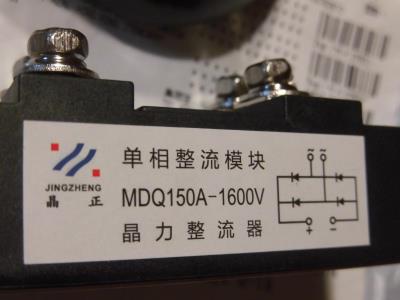 单相整流模块
JINGZHENG
晶 正
MDQ150A-1600V
晶力整流器
~ ~
+ -